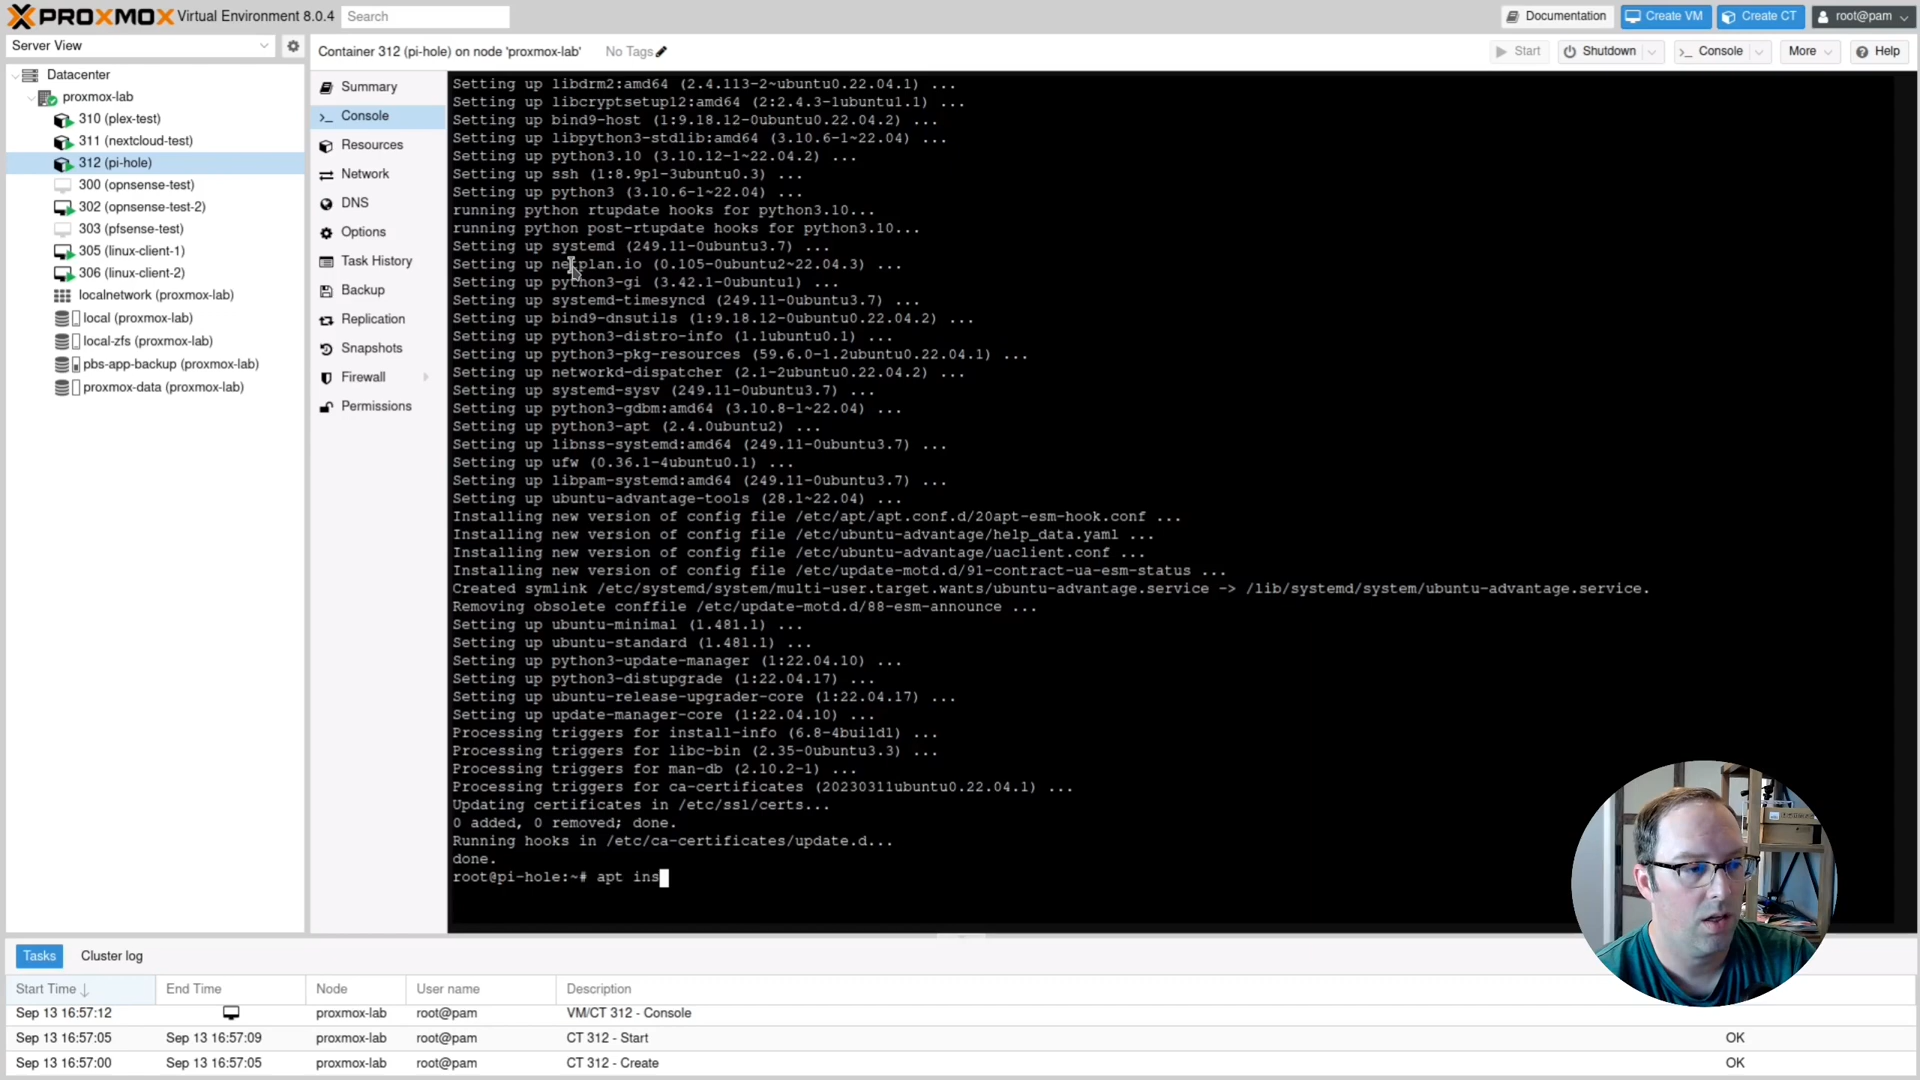 PROXMOX Virtual Environment 8.0.4 Search
Documentation Create VM Create CT root@pam
Server View
Container 312 (pi-hole) on node 'proxmox-lab' No Tags
Start Shutdown Console More Help
Datacenter
proxmox-lab
310 (plex-test)
311 (nextcloud-test)
312 (pi-hole)
300 (opnsense-test)
302 (opnsense-test-2)
303 (pfsense-test)
305 (linux-client-1)
306 (linux-client-2)
localnetwork (proxmox-lab)
local (proxmox-lab)
local-zfs (proxmox-lab)
pbs-app-backup (proxmox-lab)
proxmox-data (proxmox-lab)
Summary
Console
Resources
Network
DNS
Options
Task History
Backup
Replication
Snapshots
Firewall
Permissions
Setting up libdrm2:amd64 (2.4.113-2~ubuntu0.22.04.1) ...
Setting up libcryptsetup12:amd64 (2:2.4.3-1ubuntu1.1) ...
Setting up bind9-host (1:9.18.12-0ubuntu0.22.04.2) ...
Setting up libpython3-stdlib:amd64 (3.10.6-1~22.04) ...
Setting up python3.10 (3.10.12-1~22.04.2) ...
Setting up ssh (1:8.9p1-3ubuntu0.3) ...
Setting up python3 (3.10.6-1~22.04) ...
running python rtupdate hooks for python3.10...
running python post-rtupdate hooks for python3.10...
Setting up systemd (249.11-0ubuntu3.7) ...
Setting up netplan.io (0.105-0ubuntu2~22.04.3) ...
Setting up python3-gi (3.42.1-0ubuntu1) ...
Setting up systemd-timesyncd (249.11-0ubuntu3.7) ...
Setting up bind9-dnsutils (1:9.18.12-0ubuntu0.22.04.2) ...
Setting up python3-distro-info (1.1ubuntu0.1) ...
Setting up python3-pkg-resources (59.6.0-1.2ubuntu0.22.04.1) ...
Setting up networkd-dispatcher (2.1-2ubuntu0.22.04.2) ...
Setting up systemd-sysv (249.11-0ubuntu3.7) ...
Setting up python3-gdbm:amd64 (3.10.8-1~22.04) ...
Setting up python3-apt (2.4.0ubuntu2) ...
Setting up libnss-systemd:amd64 (249.11-0ubuntu3.7) ...
Setting up ufw (0.36.1-4ubuntu0.1) ...
Setting up libpam-systemd:amd64 (249.11-0ubuntu3.7) ...
Setting up ubuntu-advantage-tools (28.1~22.04) ...
Installing new version of config file /etc/apt/apt.conf.d/20apt-esm-hook.conf ...
Installing new version of config file /etc/ubuntu-advantage/help_data.yaml ...
Installing new version of config file /etc/ubuntu-advantage/uaclient.conf ...
Installing new version of config file /etc/update-motd.d/91-contract-ua-esm-status ...
Created symlink /etc/systemd/system/multi-user.target.wants/ubuntu-advantage.service -> /lib/systemd/system/ubuntu-advantage.service.
Removing obsolete conffile /etc/update-motd.d/88-esm-announce ...
Setting up ubuntu-minimal (1.481.1) ...
Setting up ubuntu-standard (1.481.1) ...
Setting up python3-update-manager (1:22.04.10) ...
Setting up python3-distupgrade (1:22.04.17) ...
Setting up ubuntu-release-upgrader-core (1:22.04.17) ...
Setting up update-manager-core (1:22.04.10) ...
Processing triggers for install-info (6.8-4build1) ...
Processing triggers for libc-bin (2.35-0ubuntu3.3) ...
Processing triggers for man-db (2.10.2-1) ...
Processing triggers for ca-certificates (20230311ubuntu0.22.04.1) ...
Updating certificates in /etc/ssl/certs...
0 added, 0 removed; done.
Running hooks in /etc/ca-certificates/update.d...
done.
root@pi-hole:~# apt ins
Tasks Cluster log
Start Time End Time Node User name Description
Sep 13 16:57:12 proxmox-lab root@pam VM/CT 312 - Console
Sep 13 16:57:05 Sep 13 16:57:09 proxmox-lab root@pam CT 312 - Start OK
Sep 13 16:57:00 Sep 13 16:57:05 proxmox-lab root@pam CT 312 - Create OK